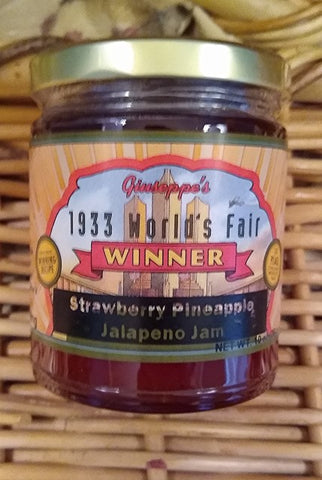 Giuseppe's
1933 World's Fair
WINNER
Strawberry Pineapple
Jalapeno Jam
NET WT